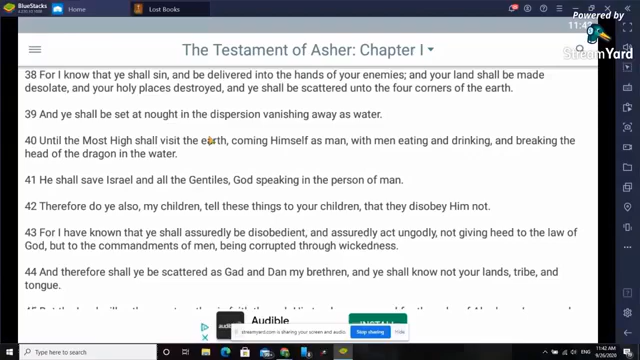 BlueStacks
Home
Lost Books
Powered by
StreamYard
The Testament of Asher: Chapter I
38 For I know that ye shall sin, and be delivered into the hands of your enemies; and your land shall be made
desolate, and your holy places destroyed, and ye shall be scattered unto the four corners of the earth.
39 And ye shall be set at nought in the dispersion vanishing away as water.
40 Until the Most High shall visit the earth, coming Himself as man, with men eating and drinking, and breaking the
head of the dragon in the water.
41 He shall save Israel and all the Gentiles, God speaking in the person of man.
42 Therefore do ye also, my children, tell these things to your children, that they disobey Him not.
43 For I have known that ye shall assuredly be disobedient, and assuredly act ungodly, not giving heed to the law of
God, but to the commandments of men, being corrupted through wickedness.
44 And therefore shall ye be scattered as Gad and Dan my brethren, and ye shall know not your lands, tribe, and
tongue.
Audible
audible
INSTALL
streamyard.com is sharing your screen and audio.
Stop sharing
Hide
Type here to search
ENG
11:42 AM
9/26/2020